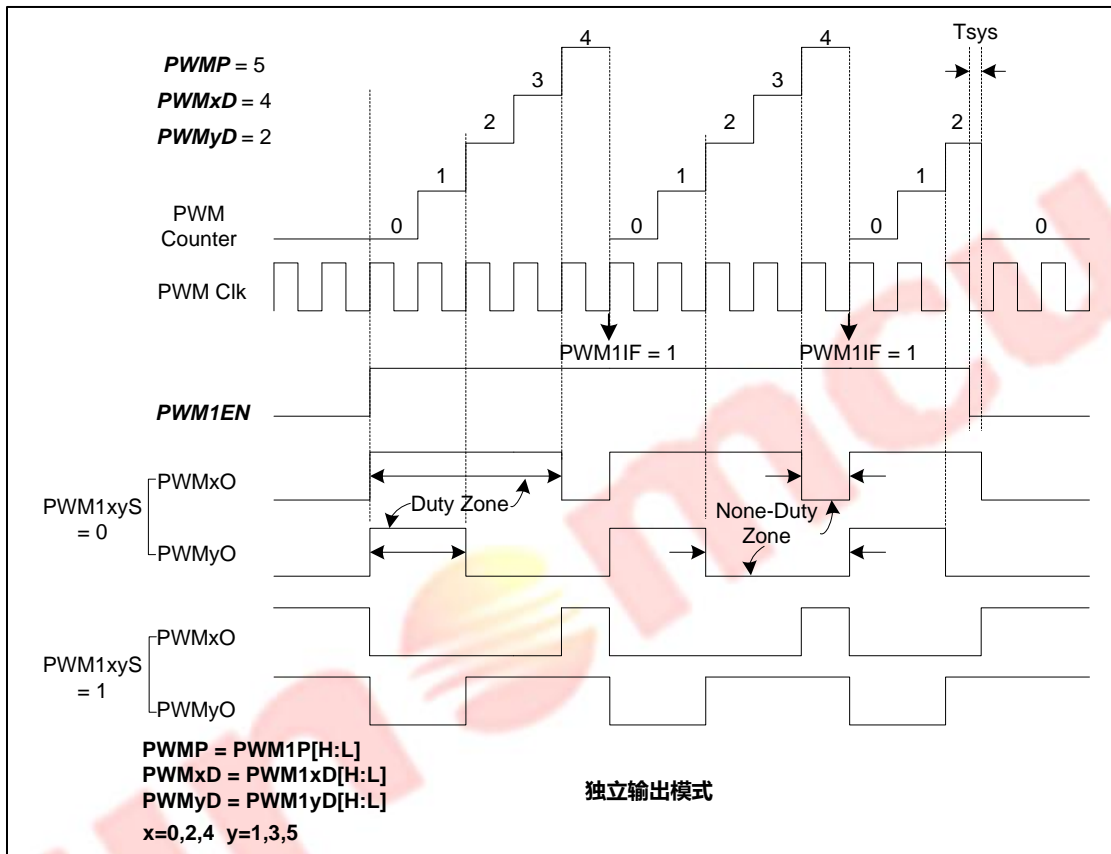 4 4 Tsys
PWMP = 5
3 3
PWMxD = 4
2 2 2
PWMyD = 2
1 1 1
PWM
Counter
0 0 0 0
PWM Clk
PWM1IF = 1 PWM1IF = 1
PWM1EN
PWMxO
PWM1xyS
= 0
Duty Zone
None-Duty
Zone
PWMyO
PWMxO
PWM1xyS
= 1
PWMyO
PWMP = PWM1P[H:L]
PWMxD = PWM1xD[H:L]
PWMyD = PWM1yD[H:L]
x=0,2,4 y=1,3,5
独立输出模式
mcu